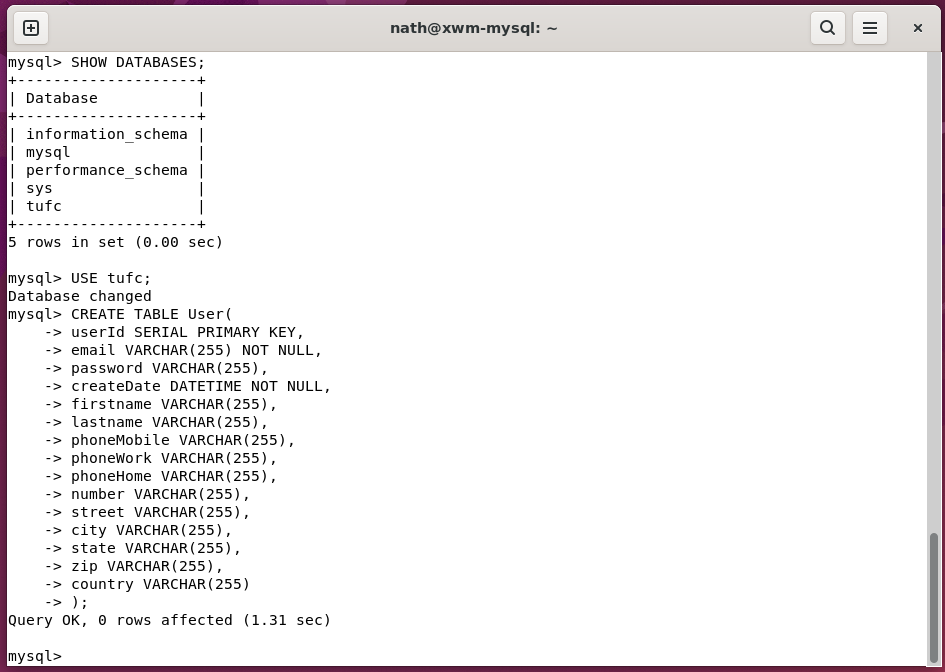 nath@xwm-mysql: ~
mysql> SHOW DATABASES;
+--------------------+
| Database           |
+--------------------+
| information_schema |
| mysql              |
| performance_schema |
| sys                |
| tufc               |
+--------------------+
5 rows in set (0.00 sec)

mysql> USE tufc;
Database changed
mysql> CREATE TABLE User(
    -> userId SERIAL PRIMARY KEY,
    -> email VARCHAR(255) NOT NULL,
    -> password VARCHAR(255),
    -> createDate DATETIME NOT NULL,
    -> firstname VARCHAR(255),
    -> lastname VARCHAR(255),
    -> phoneMobile VARCHAR(255),
    -> phoneWork VARCHAR(255),
    -> phoneHome VARCHAR(255),
    -> number VARCHAR(255),
    -> street VARCHAR(255),
    -> city VARCHAR(255),
    -> state VARCHAR(255),
    -> zip VARCHAR(255),
    -> country VARCHAR(255)
    -> );
Query OK, 0 rows affected (1.31 sec)

mysql>